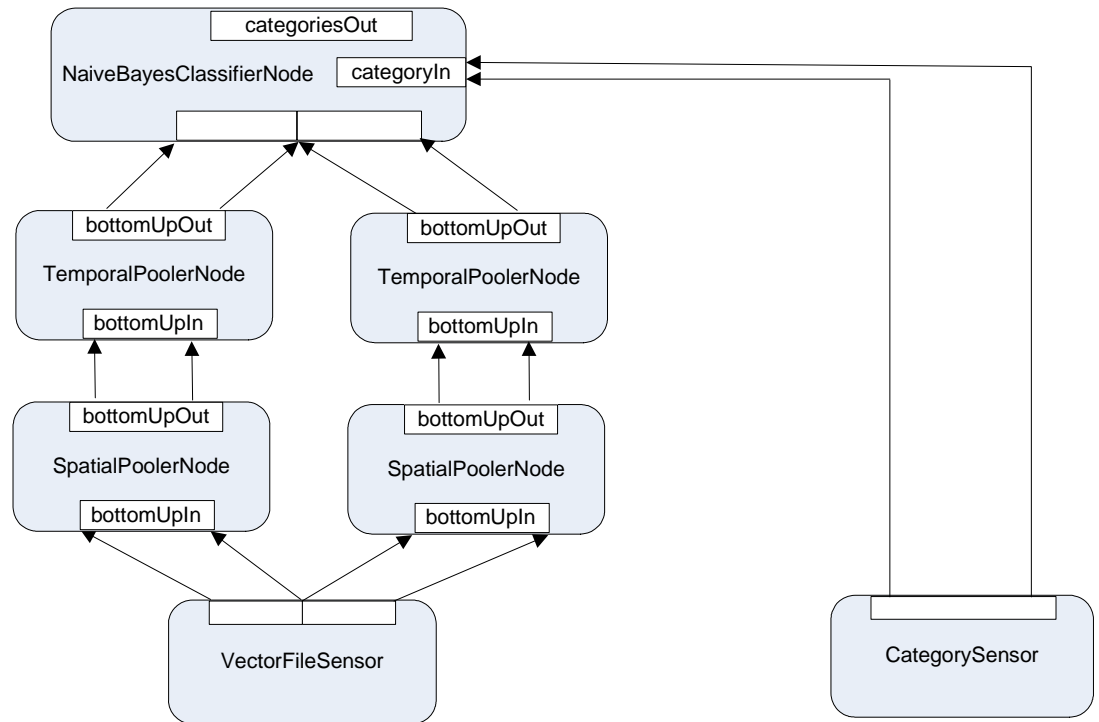 categoriesOut
NaiveBayesClassifierNode
categoryIn
bottomUpOut
bottomUpOut
TemporalPoolerNode
TemporalPoolerNode
bottomUpIn
bottomUpIn
bottomUpOut
bottomUpOut
SpatialPoolerNode
SpatialPoolerNode
bottomUpIn
bottomUpIn
VectorFileSensor
CategorySensor